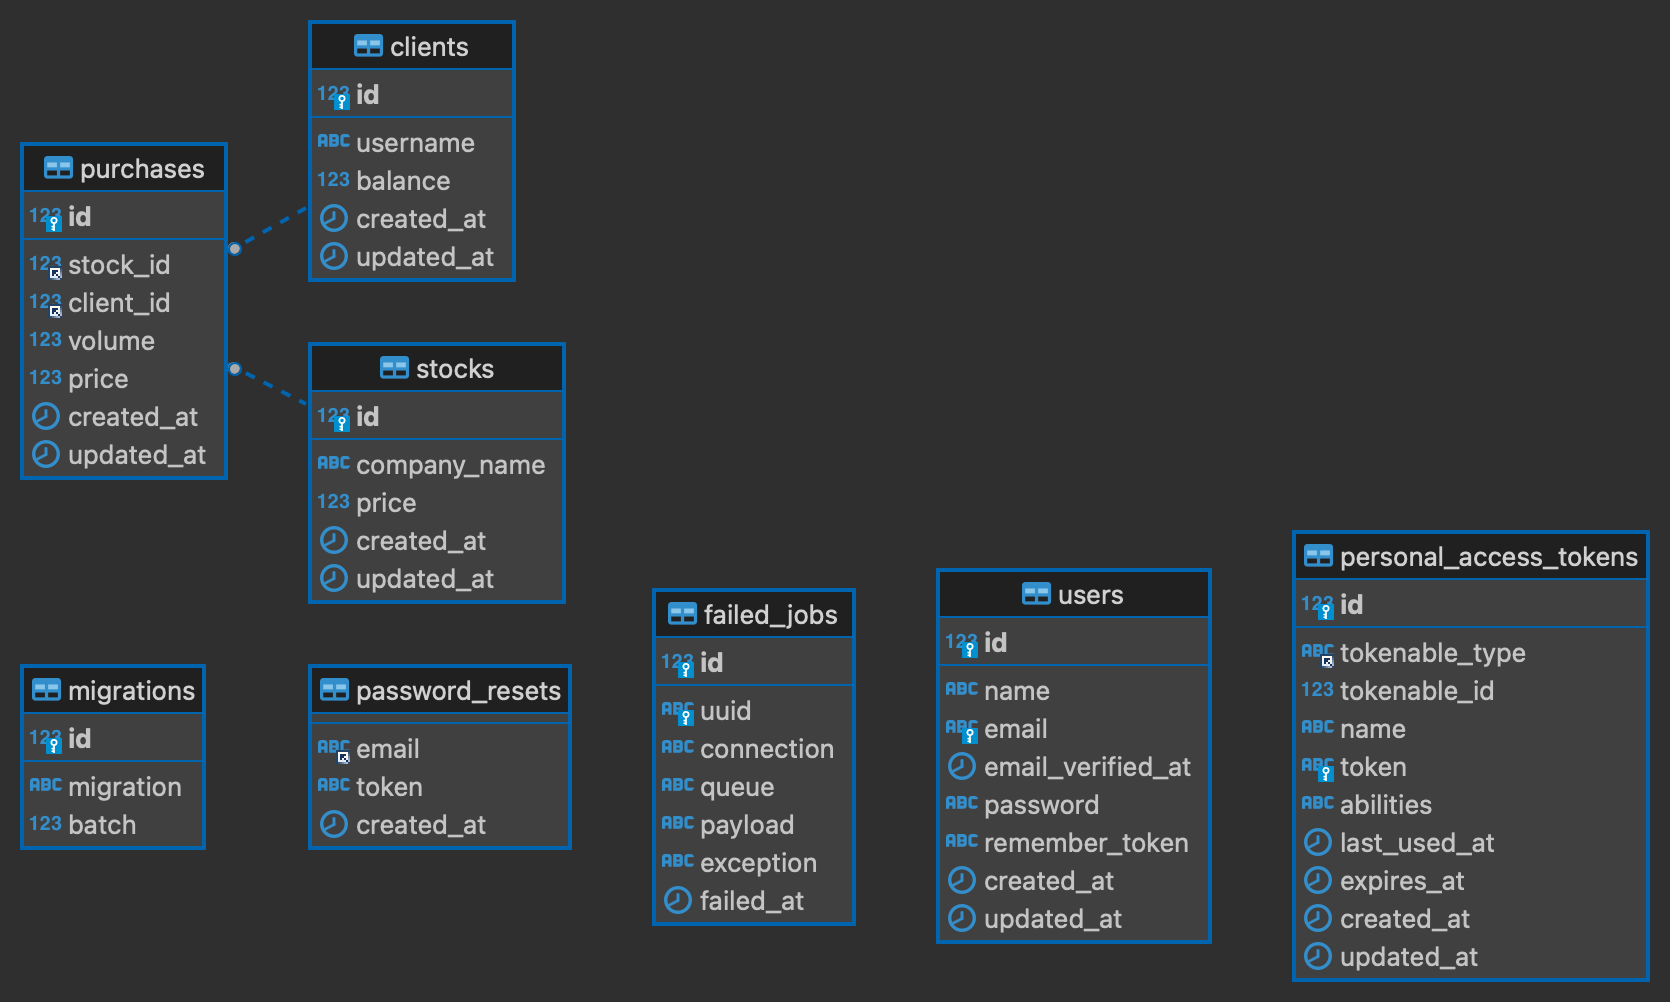 clients
123 id
ABC username
123 balance
created_at
updated_at
purchases
123 id
123 stock_id
123 client_id
123 volume
123 price
created_at
updated_at
stocks
123 id
ABC company_name
123 price
created_at
updated_at
migrations
123 id
ABC migration
123 batch
password_resets
ABC email
ABC token
created_at
failed_jobs
123 id
ABC uuid
ABC connection
ABC queue
ABC payload
ABC exception
failed_at
users
123 id
ABC name
ABC email
email_verified_at
ABC password
ABC remember_token
created_at
updated_at
personal_access_tokens
123 id
ABC tokenable_type
123 tokenable_id
ABC name
ABC token
ABC abilities
last_used_at
expires_at
created_at
updated_at